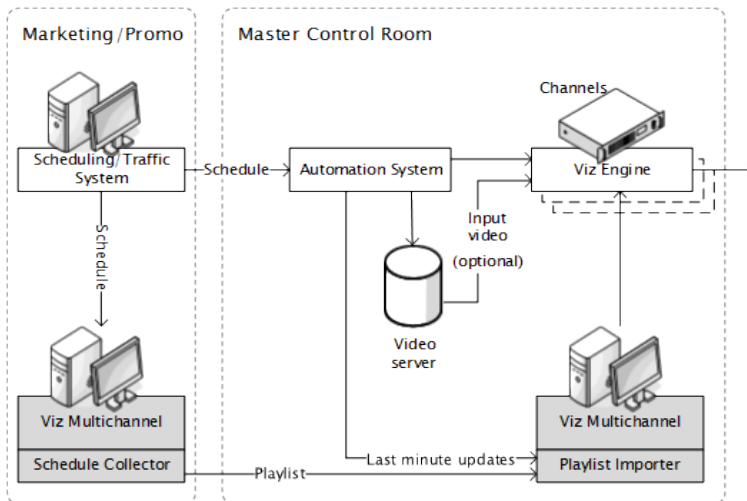 Marketing/Promo
Master Control Room
Channels
Scheduling/Traffic
System
Schedule
Automation System
Viz Engine
Schedule
Input
video
(optional)
Video
server
Viz Multichannel
Schedule Collector
Viz Multichannel
Playlist Importer
Last minute updates
Playlist